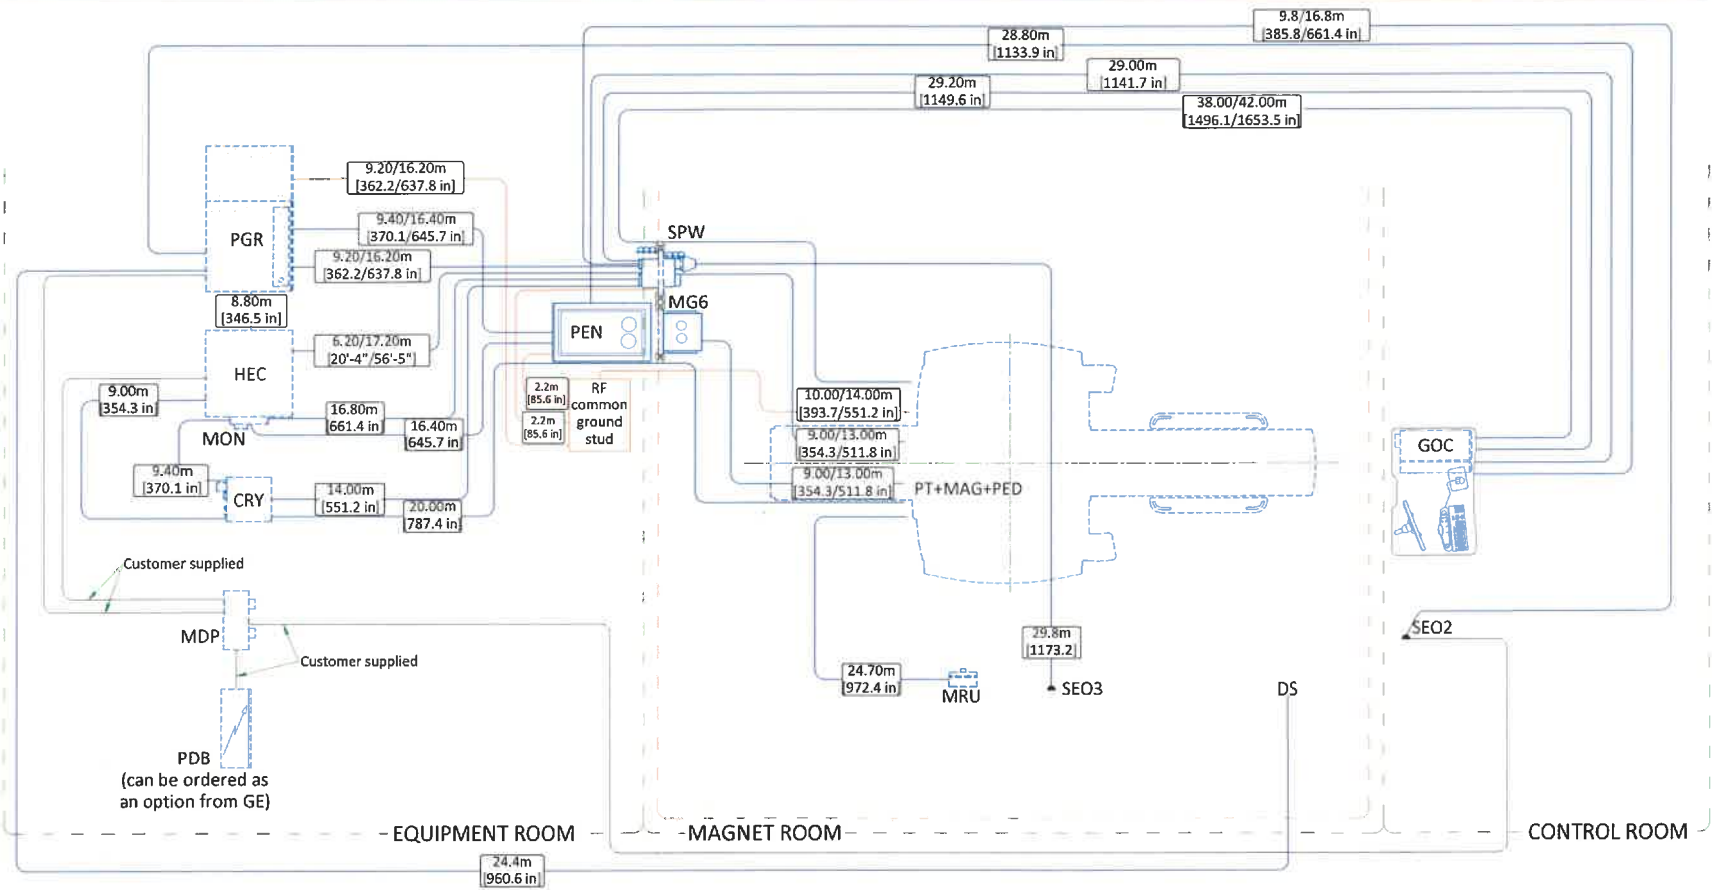 9.8/16.8m
[385.8/661.4 in]
28.80m
[1133.9 in]
29.00m
[1141.7 in]
29.20m
[1149.6 in]
38.00/42.00m
[1496.1/1653.5 in]
9.20/16.20m
[362.2/637.8 in]
PGR
9.40/16.40m
[370.1/645.7 in]
SPW
9.20/16.20m
[362.2/637.8 in]
8.80m
[346.5 in]
MG6
PEN
6.20/17.20m
[20'-4"/56'-5"]
HEC
9.00m
[354.3 in]
2.2m
[85.6 in]
RF
common
ground
stud
2.2m
[85.6 in]
10.00/14.00m
[393.7/551.2 in]
16.80m
[661.4 in]
16.40m
[645.7 in]
MON
9.00/13.00m
[354.3/511.8 in]
GOC
9.40m
[370.1 in]
CRY
14.00m
[551.2 in]
9.00/13.00m
[354.3/511.8 in]
PT+MAG+PED
20.00m
[787.4 in]
Customer supplied
MDP
Customer supplied
SEO2
29.8m
[1173.2]
24.70m
[972.4 in]
MRU
SEO3
DS
PDB
(can be ordered as
an option from GE)
EQUIPMENT ROOM
MAGNET ROOM
CONTROL ROOM
24.4m
[960.6 in]